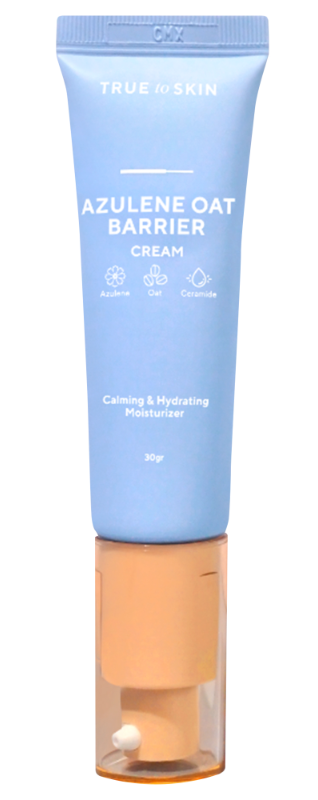 CMX
TRUE to SKIN
AZULENE OAT
BARRIER
CREAM
Azulene Oat Ceramide
Calming & Hydrating
Moisturizer
30gr